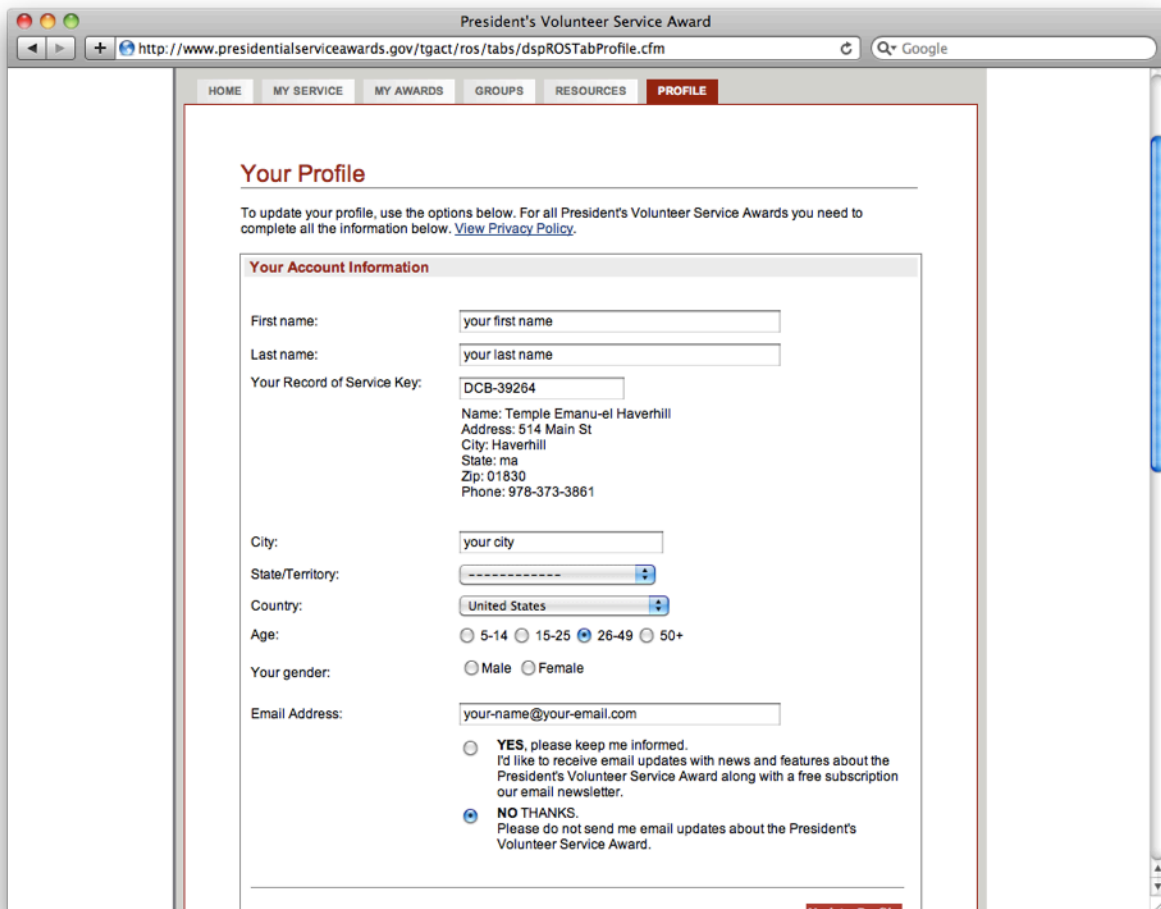 President's Volunteer Service Award
http://www.presidentialserviceawards.gov/tgact/ros/tabs/dspROSTabProfile.cfm
Google
HOME MY SERVICE MY AWARDS GROUPS RESOURCES PROFILE
Your Profile
To update your profile, use the options below. For all President's Volunteer Service Awards you need to
complete all the information below. View Privacy Policy.
Your Account Information
First name: your first name
Last name: your last name
Your Record of Service Key: DCB-39264
Name: Temple Emanu-el Haverhill
Address: 514 Main St
City: Haverhill
State: ma
Zip: 01830
Phone: 978-373-3861
City: your city
State/Territory: ------------
Country: United States
Age: 5-14 15-25 26-49 50+
Your gender: Male Female
Email Address: your-name@your-email.com
YES, please keep me informed.
I'd like to receive email updates with news and features about the
President's Volunteer Service Award along with a free subscription
our email newsletter.
NO THANKS.
Please do not send me email updates about the President's
Volunteer Service Award.